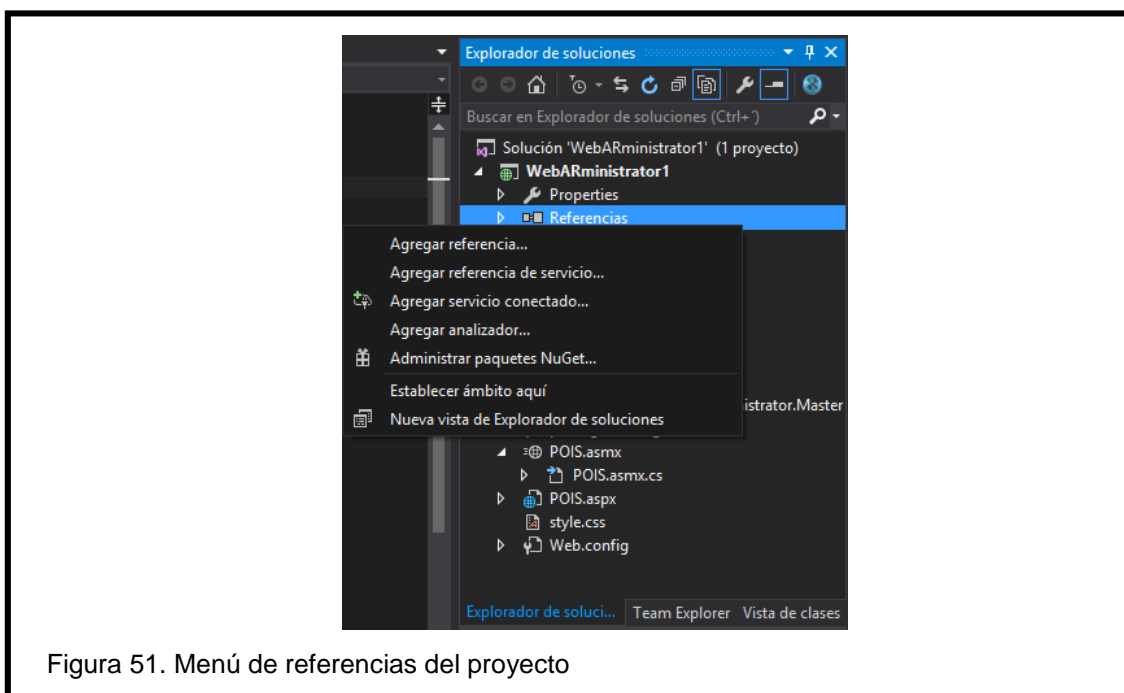 Explorador de soluciones
Buscar en Explorador de soluciones (Ctrl+´)
Solución 'WebARministrator1' (1 proyecto)
WebARministrator1
Properties
Referencias
Agregar referencia...
Agregar referencia de servicio...
Agregar servicio conectado...
Agregar analizador...
Administrar paquetes NuGet...
Establecer ámbito aquí
istrator.Master
Nueva vista de Explorador de soluciones
POIS.asmx
POIS.asmx.cs
POIS.aspx
style.css
Web.config
Explorador de soluci... Team Explorer Vista de clases
Figura 51. Menú de referencias del proyecto